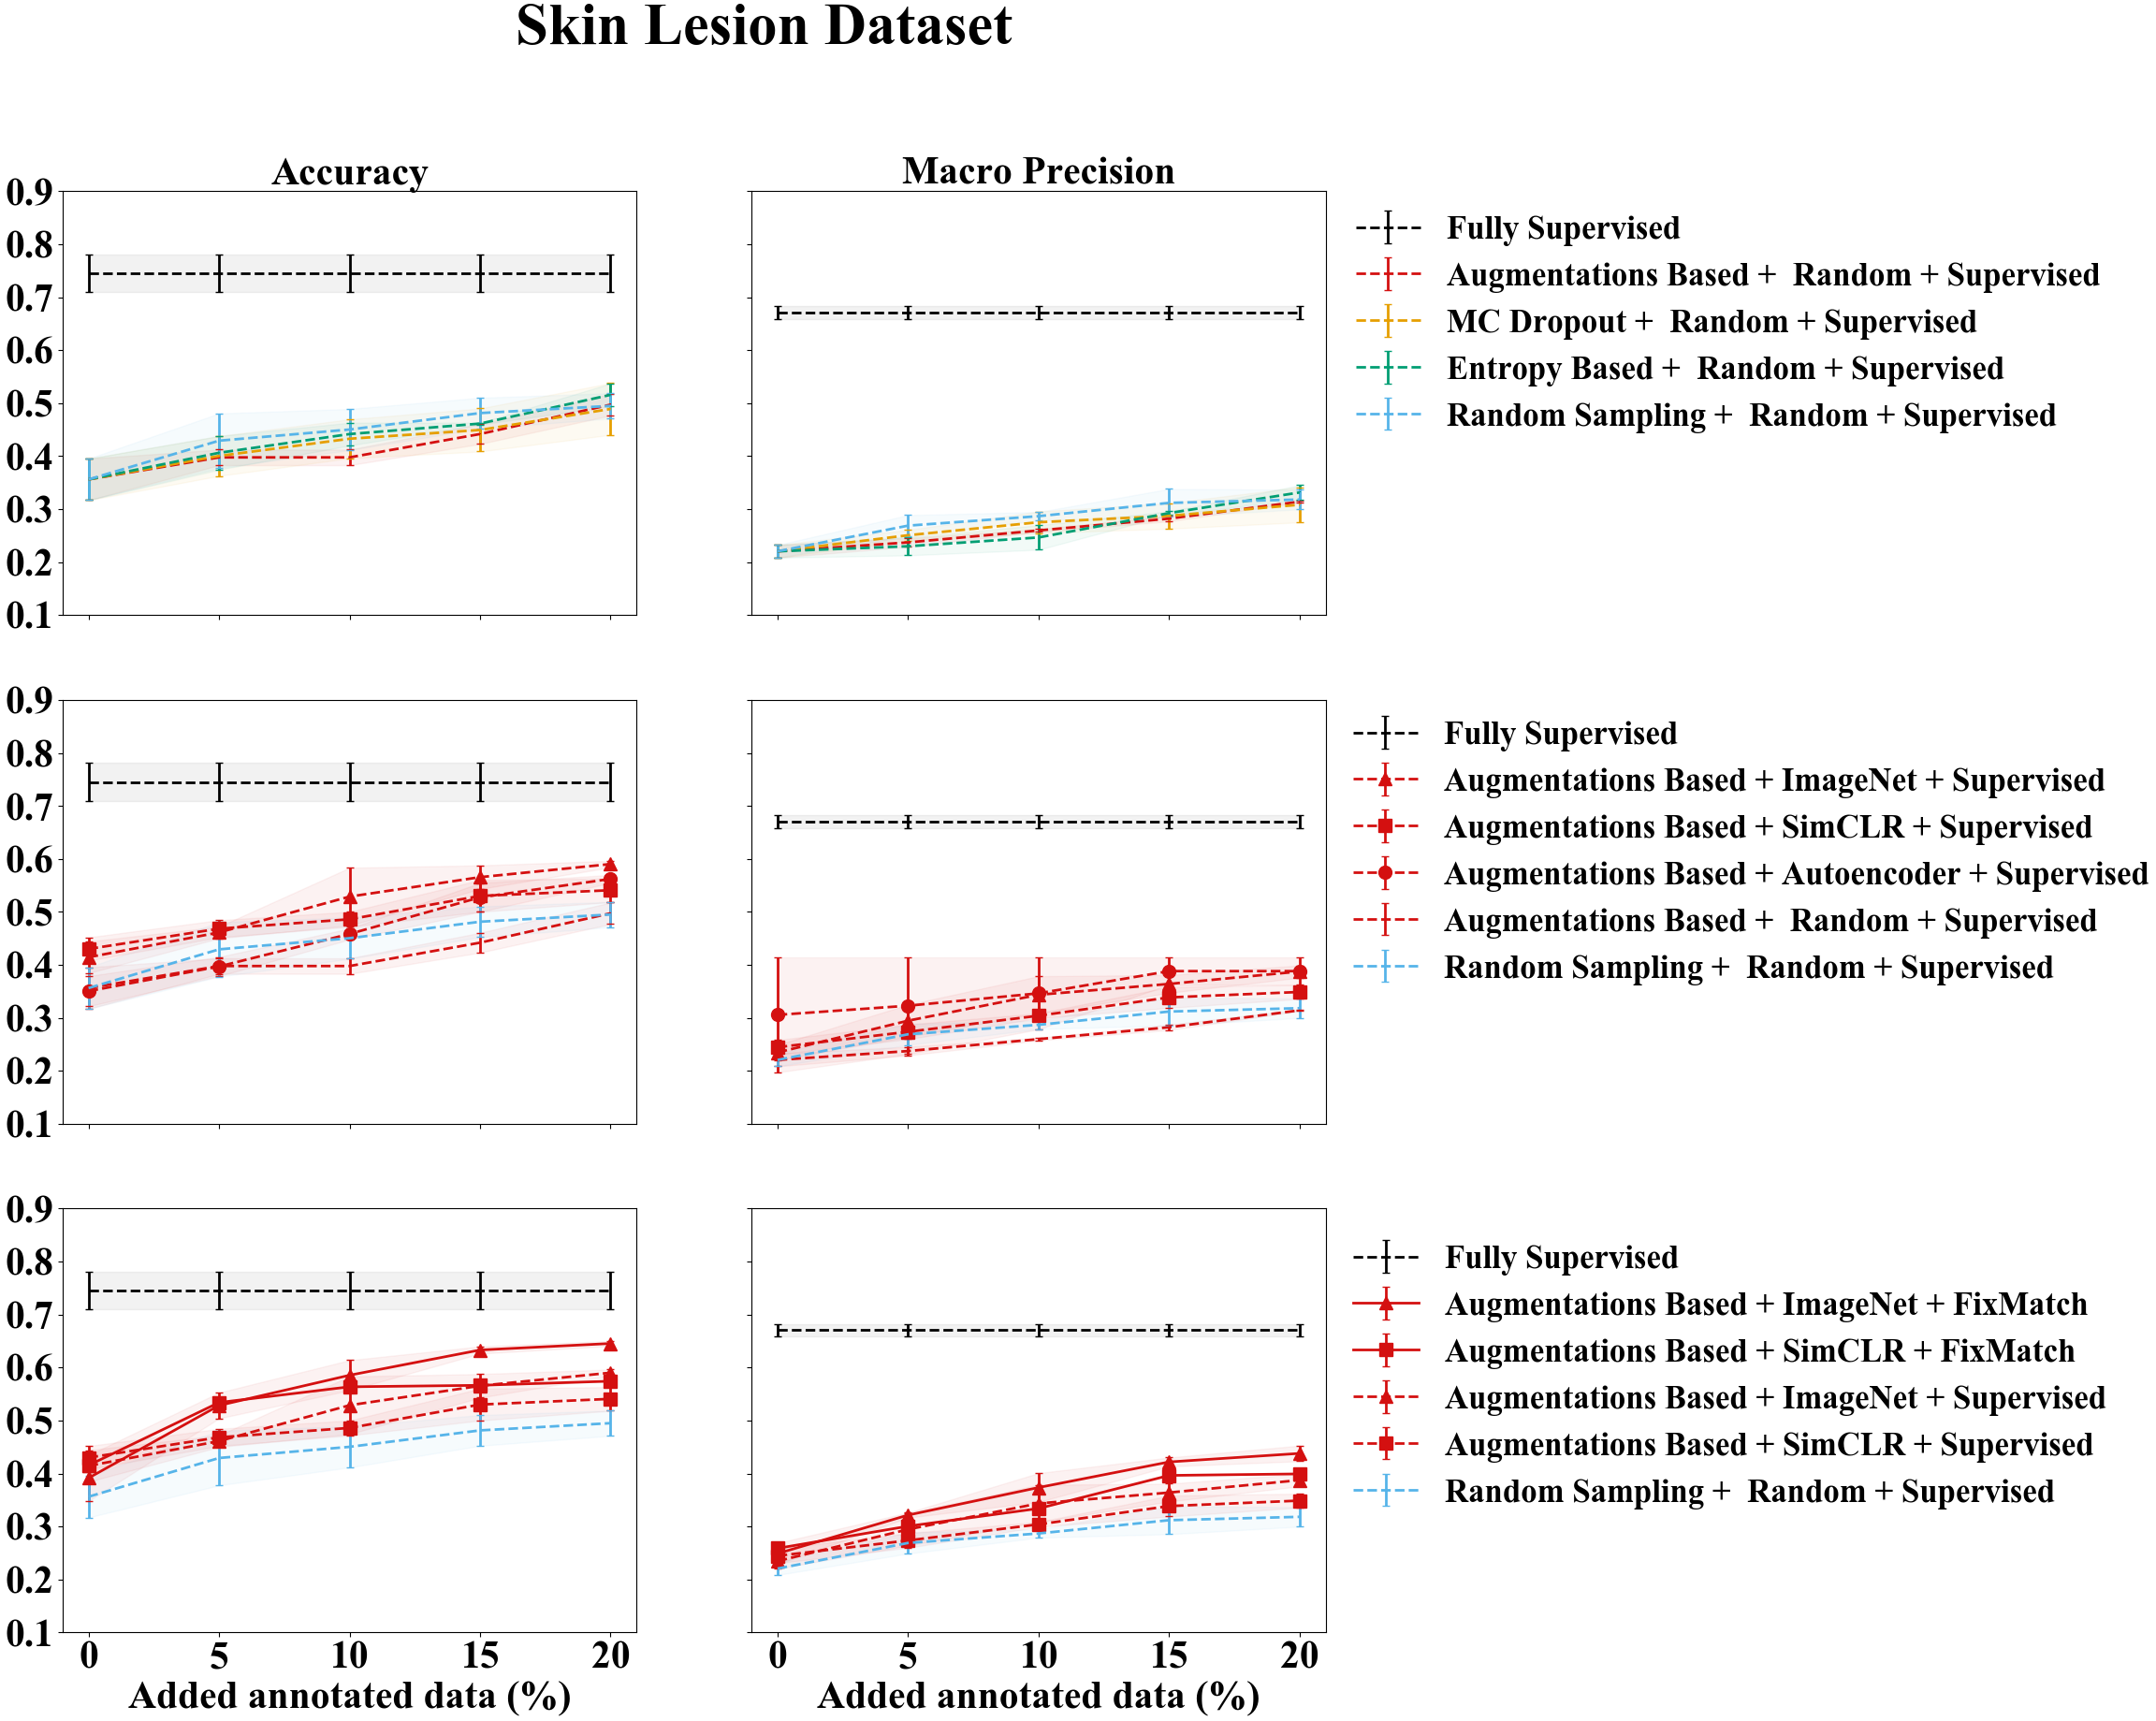 Skin Lesion Dataset
Accuracy
Macro Precision
0.9
0.8
0.7
0.6
0.5
0.4
0.3
0.2
0.1
Fully Supervised
Augmentations Based +  Random + Supervised
MC Dropout +  Random + Supervised
Entropy Based +  Random + Supervised
Random Sampling +  Random + Supervised
0.9
0.8
0.7
0.6
0.5
0.4
0.3
0.2
0.1
Fully Supervised
Augmentations Based + ImageNet + Supervised
Augmentations Based + SimCLR + Supervised
Augmentations Based + Autoencoder + Supervised
Augmentations Based +  Random + Supervised
Random Sampling +  Random + Supervised
0.9
0.8
0.7
0.6
0.5
0.4
0.3
0.2
0.1
Fully Supervised
Augmentations Based + ImageNet + FixMatch
Augmentations Based + SimCLR + FixMatch
Augmentations Based + ImageNet + Supervised
Augmentations Based + SimCLR + Supervised
Random Sampling +  Random + Supervised
0 5 10 15 20
Added annotated data (%)
0 5 10 15 20
Added annotated data (%)